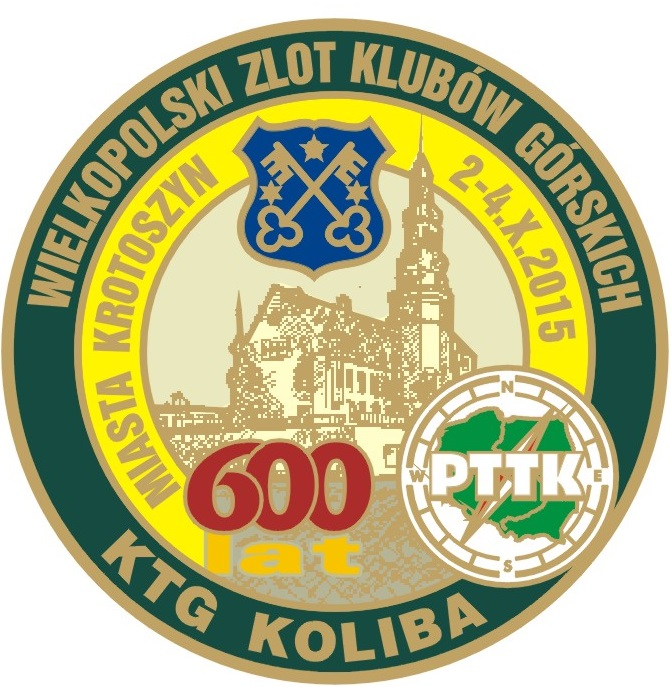 WIELKOPOLSKI ZLOT KLUBÓW GÓRSKICH
MIASTA KROTOSZYN
2-4.X.2015
600
lat
N
W
PTTK
E
S
KTG KOLIBA